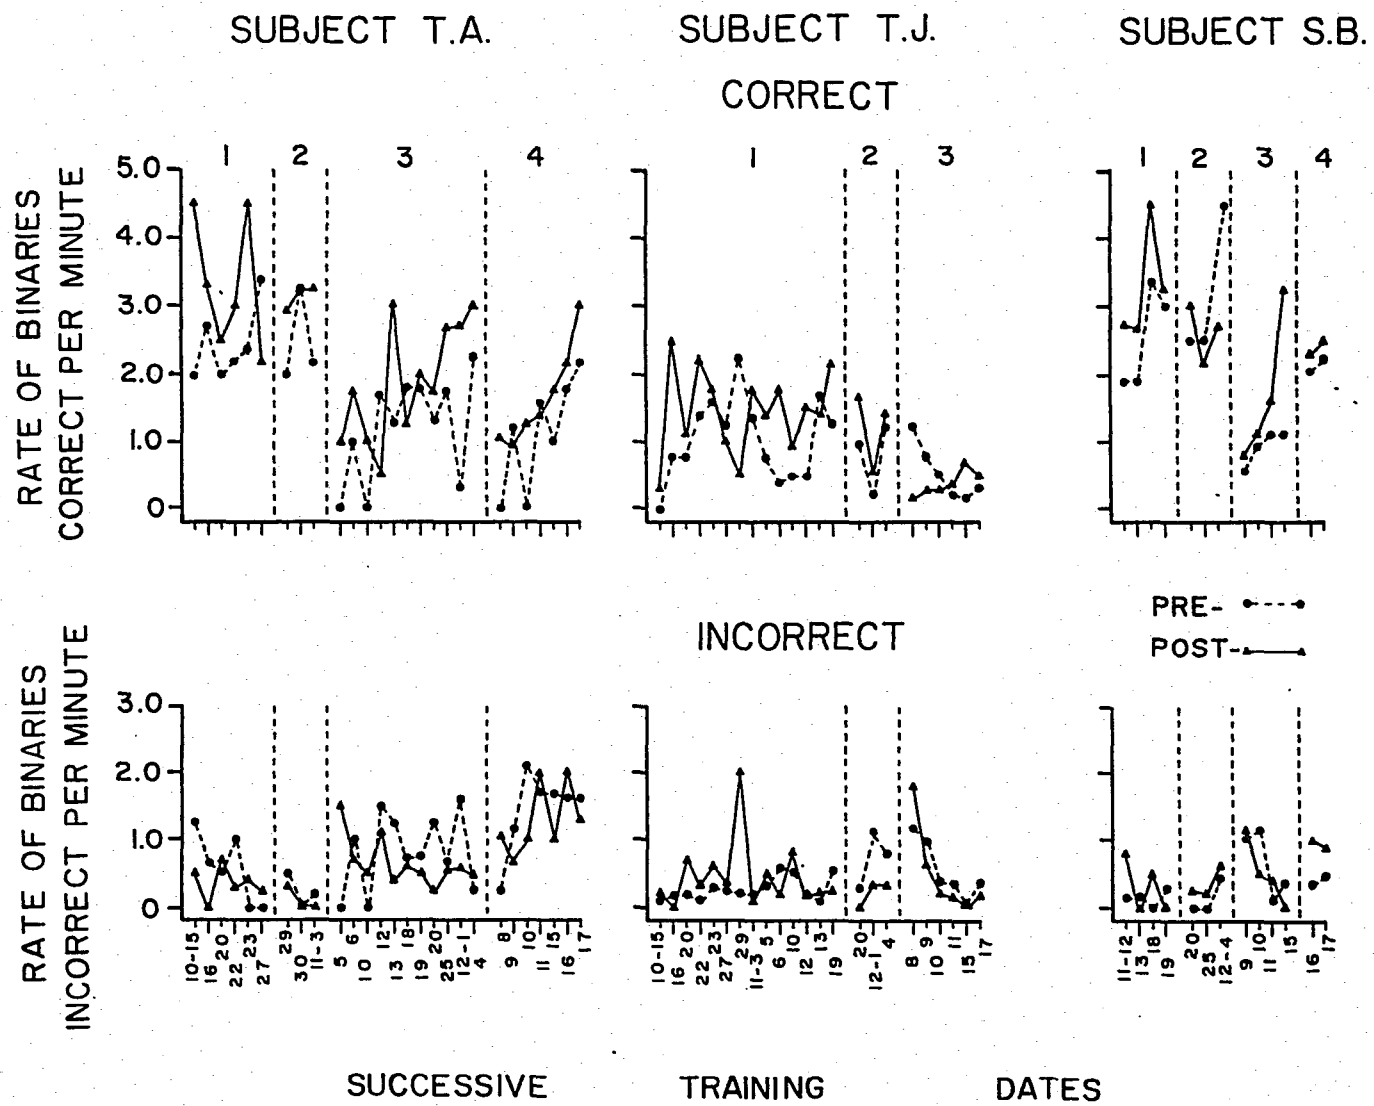 SUBJECT T.A.
SUBJECT T.J.
SUBJECT S.B.
CORRECT
RATE OF BINARIES
CORRECT PER MINUTE
5.0
4.0
3.0
2.0
1.0
0
1 2 3 4
1 2 3
1 2 3 4
PRE-
POST-
INCORRECT
RATE OF BINARIES
INCORRECT PER MINUTE
3.0
2.0
1.0
0
10-15 16 20 22 23 27 29 30 11-3 5 6 10 12 13 18 19 20 25 12-1 4 8 9 10 11 15 16 17
10-15 16 20 22 23 27 29 11-3 5 6 10 12 13 19 20 12-1 4 8 9 10 11 15 17
11-12 13 18 19 20 25 12-4 9 10 11 15 16 17
SUCCESSIVE TRAINING DATES